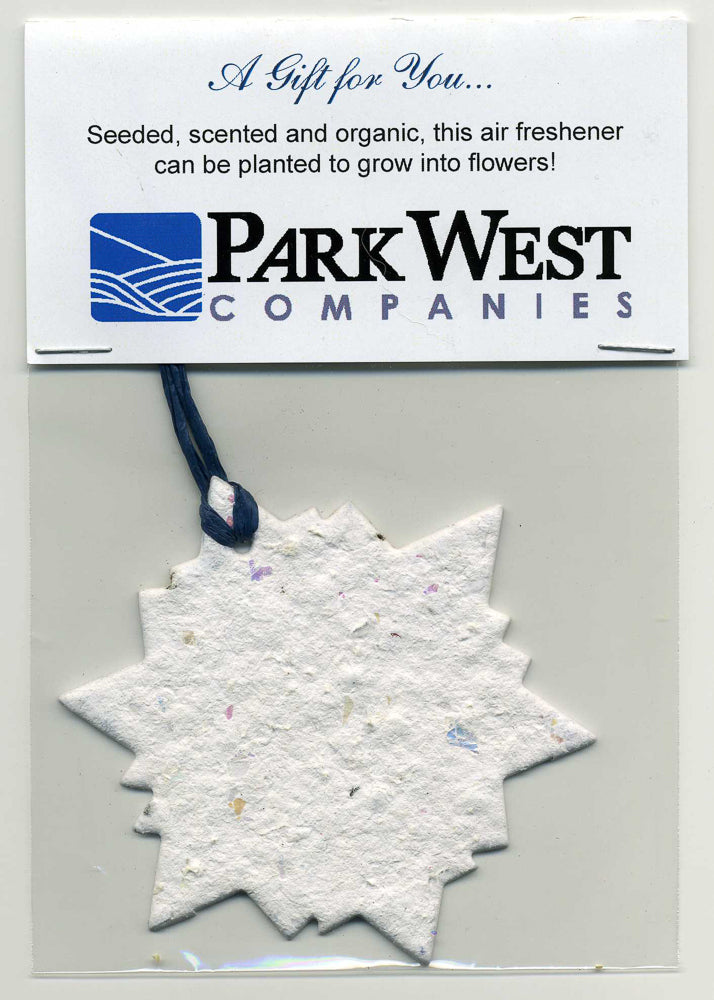 A Gift for You...
Seeded, scented and organic, this air freshener
can be planted to grow into flowers!
PARK WEST
COMPANIES